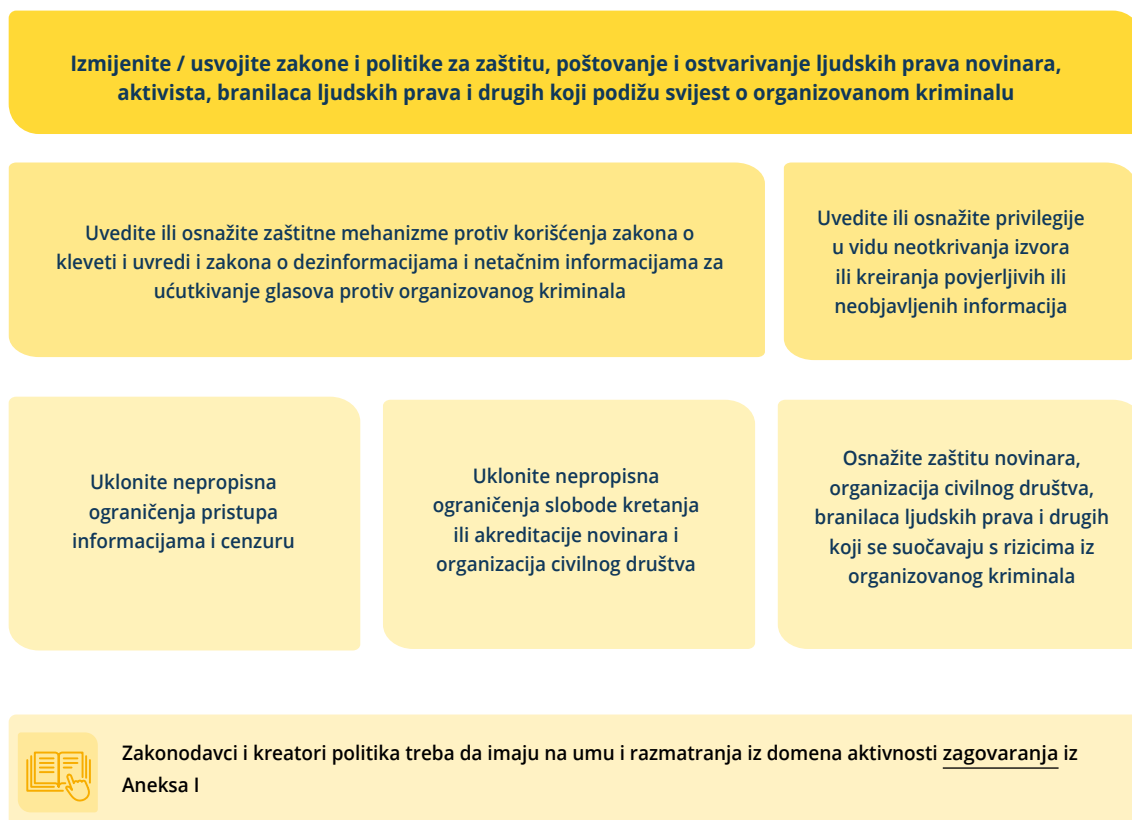 Izmijenite / usvojite zakone i politike za zaštitu, poštovanje i ostvarivanje ljudskih prava novinara,
aktivista, branilaca ljudskih prava i drugih koji podižu svijest o organizovanom kriminalu
Uvedite ili osnažite zaštitne mehanizme protiv korišćenja zakona o
kleveti i uvredi i zakona o dezinformacijama i netačnim informacijama za
ućutkivanje glasova protiv organizovanog kriminala
Uvedite ili osnažite privilegije
u vidu neotkrivanja izvora
ili kreiranja povjerljivih ili
neobjavljenih informacija
Uklonite nepropisna
ograničenja pristupa
informacijama i cenzuru
Uklonite nepropisna
ograničenja slobode kretanja
ili akreditacije novinara i
organizacija civilnog društva
Osnažite zaštitu novinara,
organizacija civilnog društva,
branilaca ljudskih prava i drugih
koji se suočavaju s rizicima iz
organizovanog kriminala
Zakonodavci i kreatori politika treba da imaju na umu i razmatranja iz domena aktivnosti zagovaranja iz
Aneksa I